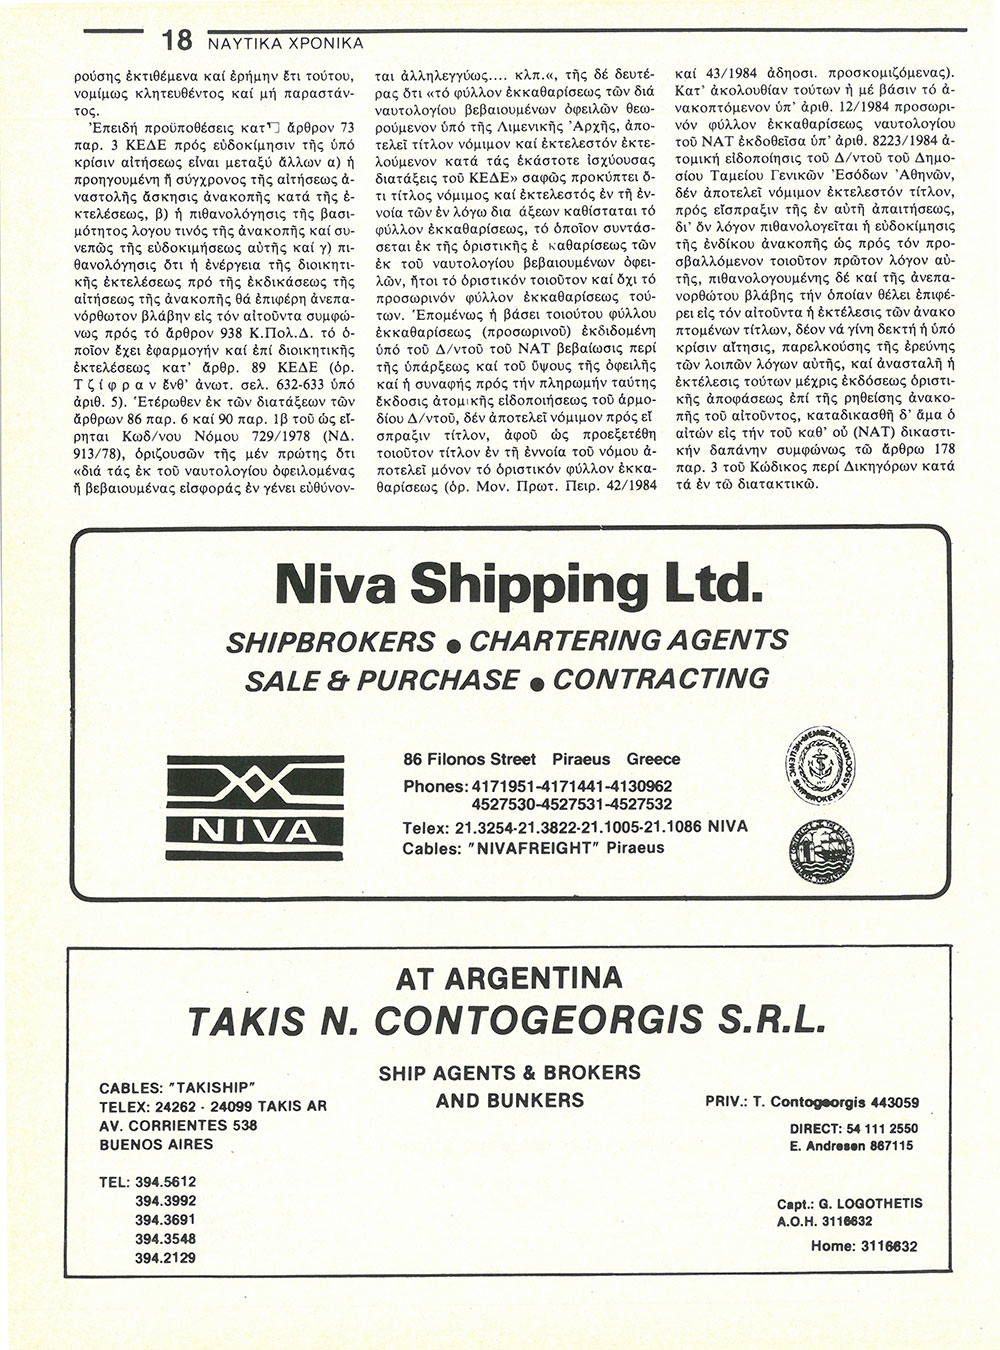 18 ΝΑΥΤΙΚΑ ΧΡΟΝΙΚΑ
ρούσης ἐκτιθέμενα καί ἐρήμην ἔτι τούτου,
νομίμως κλητευθέντος καί μή παραστάν-
τος.
Ἐπειδή προϋποθέσεις κατ' ἄρθρον 73
παρ. 3 ΚΕΔΕ πρός εὐδοκίμησιν τῆς ὑπό
κρίσιν αἰτήσεως εἶναι μεταξύ ἄλλων α) ἡ
προηγουμένη ἤ σύγχρονος τῆς αἰτήσεως ἀ-
ναστολῆς ἄσκησις ἀνακοπῆς κατά τῆς ἐ-
κτελέσεως, β) ἡ πιθανολόγησις τῆς βασι-
μότητος λογου τινός τῆς ἀνακοπῆς καί συ-
νεπῶς τῆς εὐδοκιμήσεως αὐτῆς καί γ) πι-
θανολόγησις ὅτι ἡ ἐνέργεια τῆς διοικητι-
κῆς ἐκτελέσεως πρό τῆς ἐκδικάσεως τῆς
αἰτήσεως τῆς ἀνακοπῆς θά ἐπιφέρη ἀνεπα-
νόρθωτον βλάβην εἰς τόν αἰτοῦντα συμφώ-
νως πρός τό ἄρθρον 938 Κ.Πολ.Δ. τό ὁ-
ποῖον ἔχει ἐφαρμογήν καί ἐπί διοικητικῆς
ἐκτελέσεως κατ' ἄρθρ. 89 ΚΕΔΕ (ὅρ.
Τζίφραν ἔνθ' ἀνωτ. σελ. 632-633 ὑπό
ἀριθ. 5). Ἑτέρωθεν ἐκ τῶν διατάξεων τῶν
ἄρθρων 86 παρ. 6 καί 90 παρ. 1β τοῦ ὡς εἴ-
ρηται Κωδ/νου Νόμου 729/1978 (ΝΔ.
913/78), ὁριζουσῶν τῆς μέν πρώτης ὅτι
«διά τάς ἐκ τοῦ ναυτολογίου ὀφειλομένας
ἤ βεβαιουμένας εἰσφοράς ἐν γένει εὐθύνον-
ται ἀλληλεγγύως.... κλπ.«, τῆς δέ δευτέ-
ρας ὅτι «τό φύλλον ἐκκαθαρίσεως τῶν διά
ναυτολογίου βεβαιουμένων ὀφειλῶν θεω-
ρούμενον ὑπό τῆς Λιμενικῆς Ἀρχῆς, ἀπο-
τελεῖ τίτλον νόμιμον καί ἐκτελεστόν ἐκτε-
λούμενον κατά τάς ἑκάστοτε ἰσχύουσας
διατάξεις τοῦ ΚΕΔΕ» σαφῶς προκύπτει ὅ-
τι τίτλος νόμιμος καί ἐκτελεστός ἐν τῇ ἐν-
νοία τῶν ἐν λόγω δια άξεων καθίσταται τό
φύλλον ἐκκαθαρίσεως, τό ὁποῖον συντάσ-
σεται ἐκ τῆς ὁριστικῆς ἐ καθαρίσεως τῶν
ἐκ τοῦ ναυτολογίου βεβαιουμένων ὀφει-
λῶν, ἤτοι τό ὁριστικόν τοιοῦτον καί ὄχι τό
προσωρινόν φύλλον ἐκκαθαρίσεως τού-
των. Ἑπομένως ἡ βάσει τοιούτου φύλλου
ἐκκαθαρίσεως (προσωρινοῦ) ἐκδιδομένη
ὑπό τοῦ Δ/ντοῦ τοῦ ΝΑΤ βεβαίωσις περί
τῆς ὑπάρξεως καί τοῦ ὕψους τῆς ὀφειλῆς
καί ἡ συναφής πρός τήν πληρωμήν ταύτης
ἔκδοσις ἀτομικῆς εἰδοποιήσεως τοῦ ἁρμο-
δίου Δ/ντοῦ, δέν ἀποτελεῖ νόμιμον πρός εἴ
σπραξιν τίτλον, ἀφοῦ ὡς προεξετέθη
τοιοῦτον τίτλον ἐν τῇ ἐννοία τοῦ νόμου ἀ-
ποτελεῖ μόνον τό ὁριστικόν φύλλον ἐκκα-
θαρίσεως (ὅρ. Μον. Πρωτ. Πειρ. 42/1984
καί 43/1984 ἀδηοσι. προσκομιζόμενας).
Κατ' ἀκολουθίαν τούτων ἡ μέ βάσιν τό ἀ-
νακοπτόμενον ὑπ' ἀριθ. 12/1984 προσωρι-
νόν φύλλον ἐκκαθαρίσεως ναυτολογίου
τοῦ ΝΑΤ ἐκδοθεῖσα ὑπ' ἀριθ. 8223/1984 ἀ-
τομική εἰδοποίησις τοῦ Δ/ντοῦ τοῦ Δημο-
σίου Ταμείου Γενικῶν Ἐσόδων Ἀθηνῶν,
δέν ἀποτελεῖ νόμιμον ἐκτελεστόν τίτλον,
πρός εἴσπραξιν τῆς ἐν αὐτῇ ἀπαιτήσεως,
δι' ὅν λόγον πιθανολογεῖται ἡ εὐδοκίμησις
τῆς ἐνδίκου ἀνακοπῆς ὡς πρός τόν προ-
σβαλλόμενον τοιοῦτον πρῶτον λόγον αὐ-
τῆς, πιθανολογουμένης δέ καί τῆς ἀνεπα-
νορθώτου βλάβης τήν ὁποίαν θέλει ἐπιφέ-
ρει εἰς τόν αἰτοῦντα ἡ ἐκτέλεσις τῶν ἀνακο
πτομένων τίτλων, δέον νά γίνη δεκτή ἡ ὑπό
κρίσιν αἴτησις, παρελκούσης τῆς ἐρεύνης
τῶν λοιπῶν λόγων αὐτῆς, καί ἀνασταλῆ ἡ
ἐκτέλεσις τούτων μέχρις ἐκδόσεως ὁριστι-
κῆς ἀποφάσεως ἐπί τῆς ρηθείσης ἀνακο-
πῆς τοῦ αἰτοῦντος, καταδικασθῆ δ' ἅμα ὁ
αἰτών εἰς τήν τοῦ καθ' οὗ (ΝΑΤ) δικαστι-
κήν δαπάνην συμφώνως τῶ ἄρθρω 178
παρ. 3 τοῦ Κώδικος περί Δικηγόρων κατά
τά ἐν τῶ διατακτικῶ.
Niva Shipping Ltd.
SHIPBROKERS ● CHARTERING AGENTS
SALE & PURCHASE ● CONTRACTING
NIVA
86 Filonos Street Piraeus Greece
Phones: 4171951-4171441-4130962
4527530-4527531-4527532
Telex: 21.3254-21.3822-21.1005-21.1086 NIVA
Cables: "NIVAFREIGHT" Piraeus
MEMBER HELLENIC SHIPBROKERS ASSOCIATION
AT ARGENTINA
TAKIS N. CONTOGEORGIS S.R.L.
SHIP AGENTS & BROKERS
AND BUNKERS
CABLES: "TAKISHIP"
TELEX: 24262 - 24099 TAKIS AR
AV. CORRIENTES 538
BUENOS AIRES
TEL: 394.5612
394.3992
394.3691
394.3548
394.2129
PRIV.: T. Contogeorgis 443059
DIRECT: 54 111 2550
E. Andresen 867115
Capt.: G. LOGOTHETIS
A.O.H. 3116632
Home: 3116632